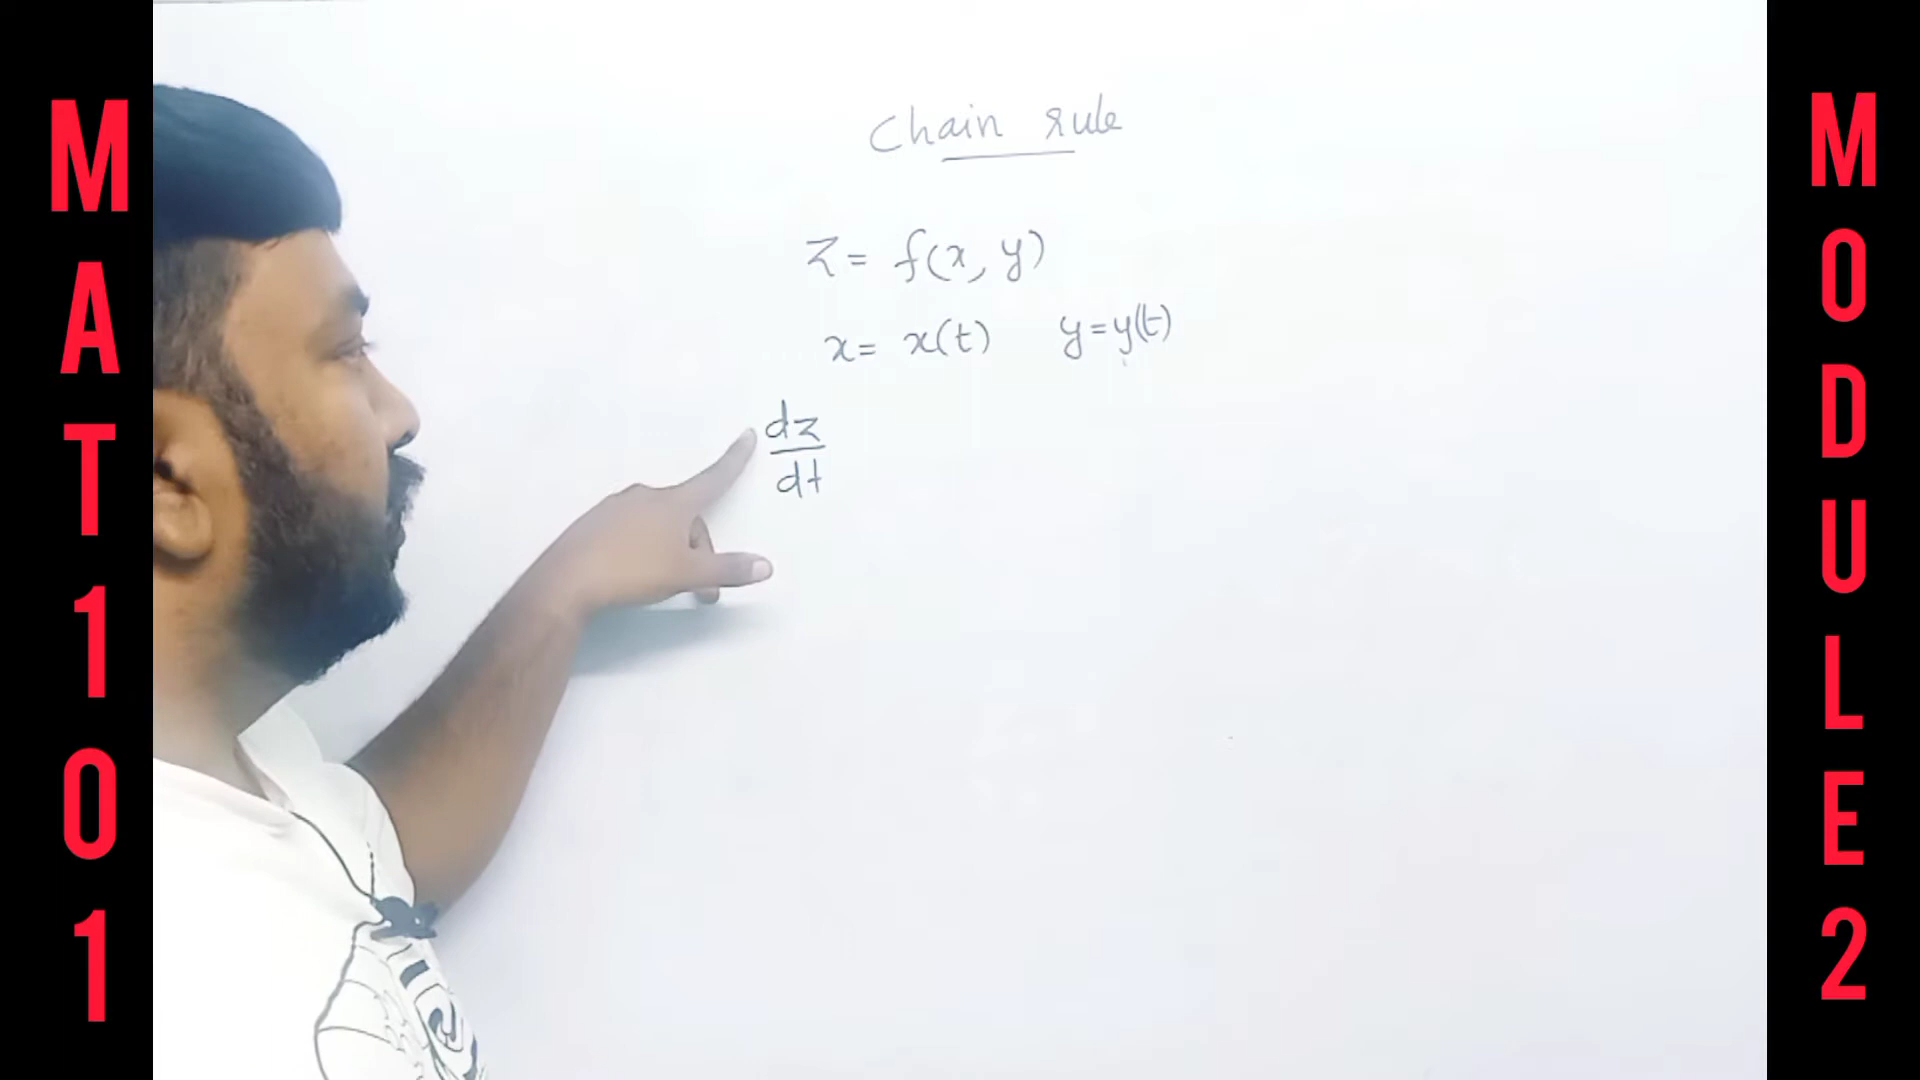 MAT101
Chain rule
z = f(x, y)
x = x(t) y = y(t)
dz
dt
MODULE2